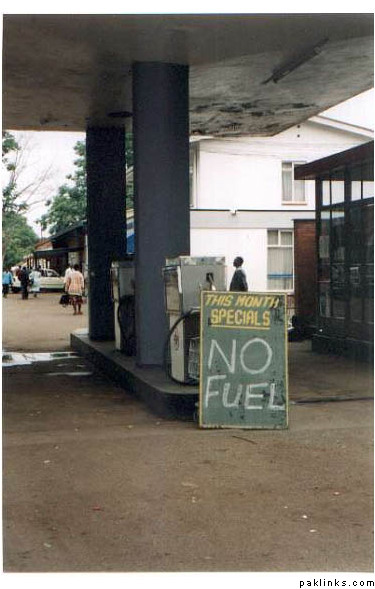 THIS MONTH
SPECIALS
NO
FUEL
paklinks.com